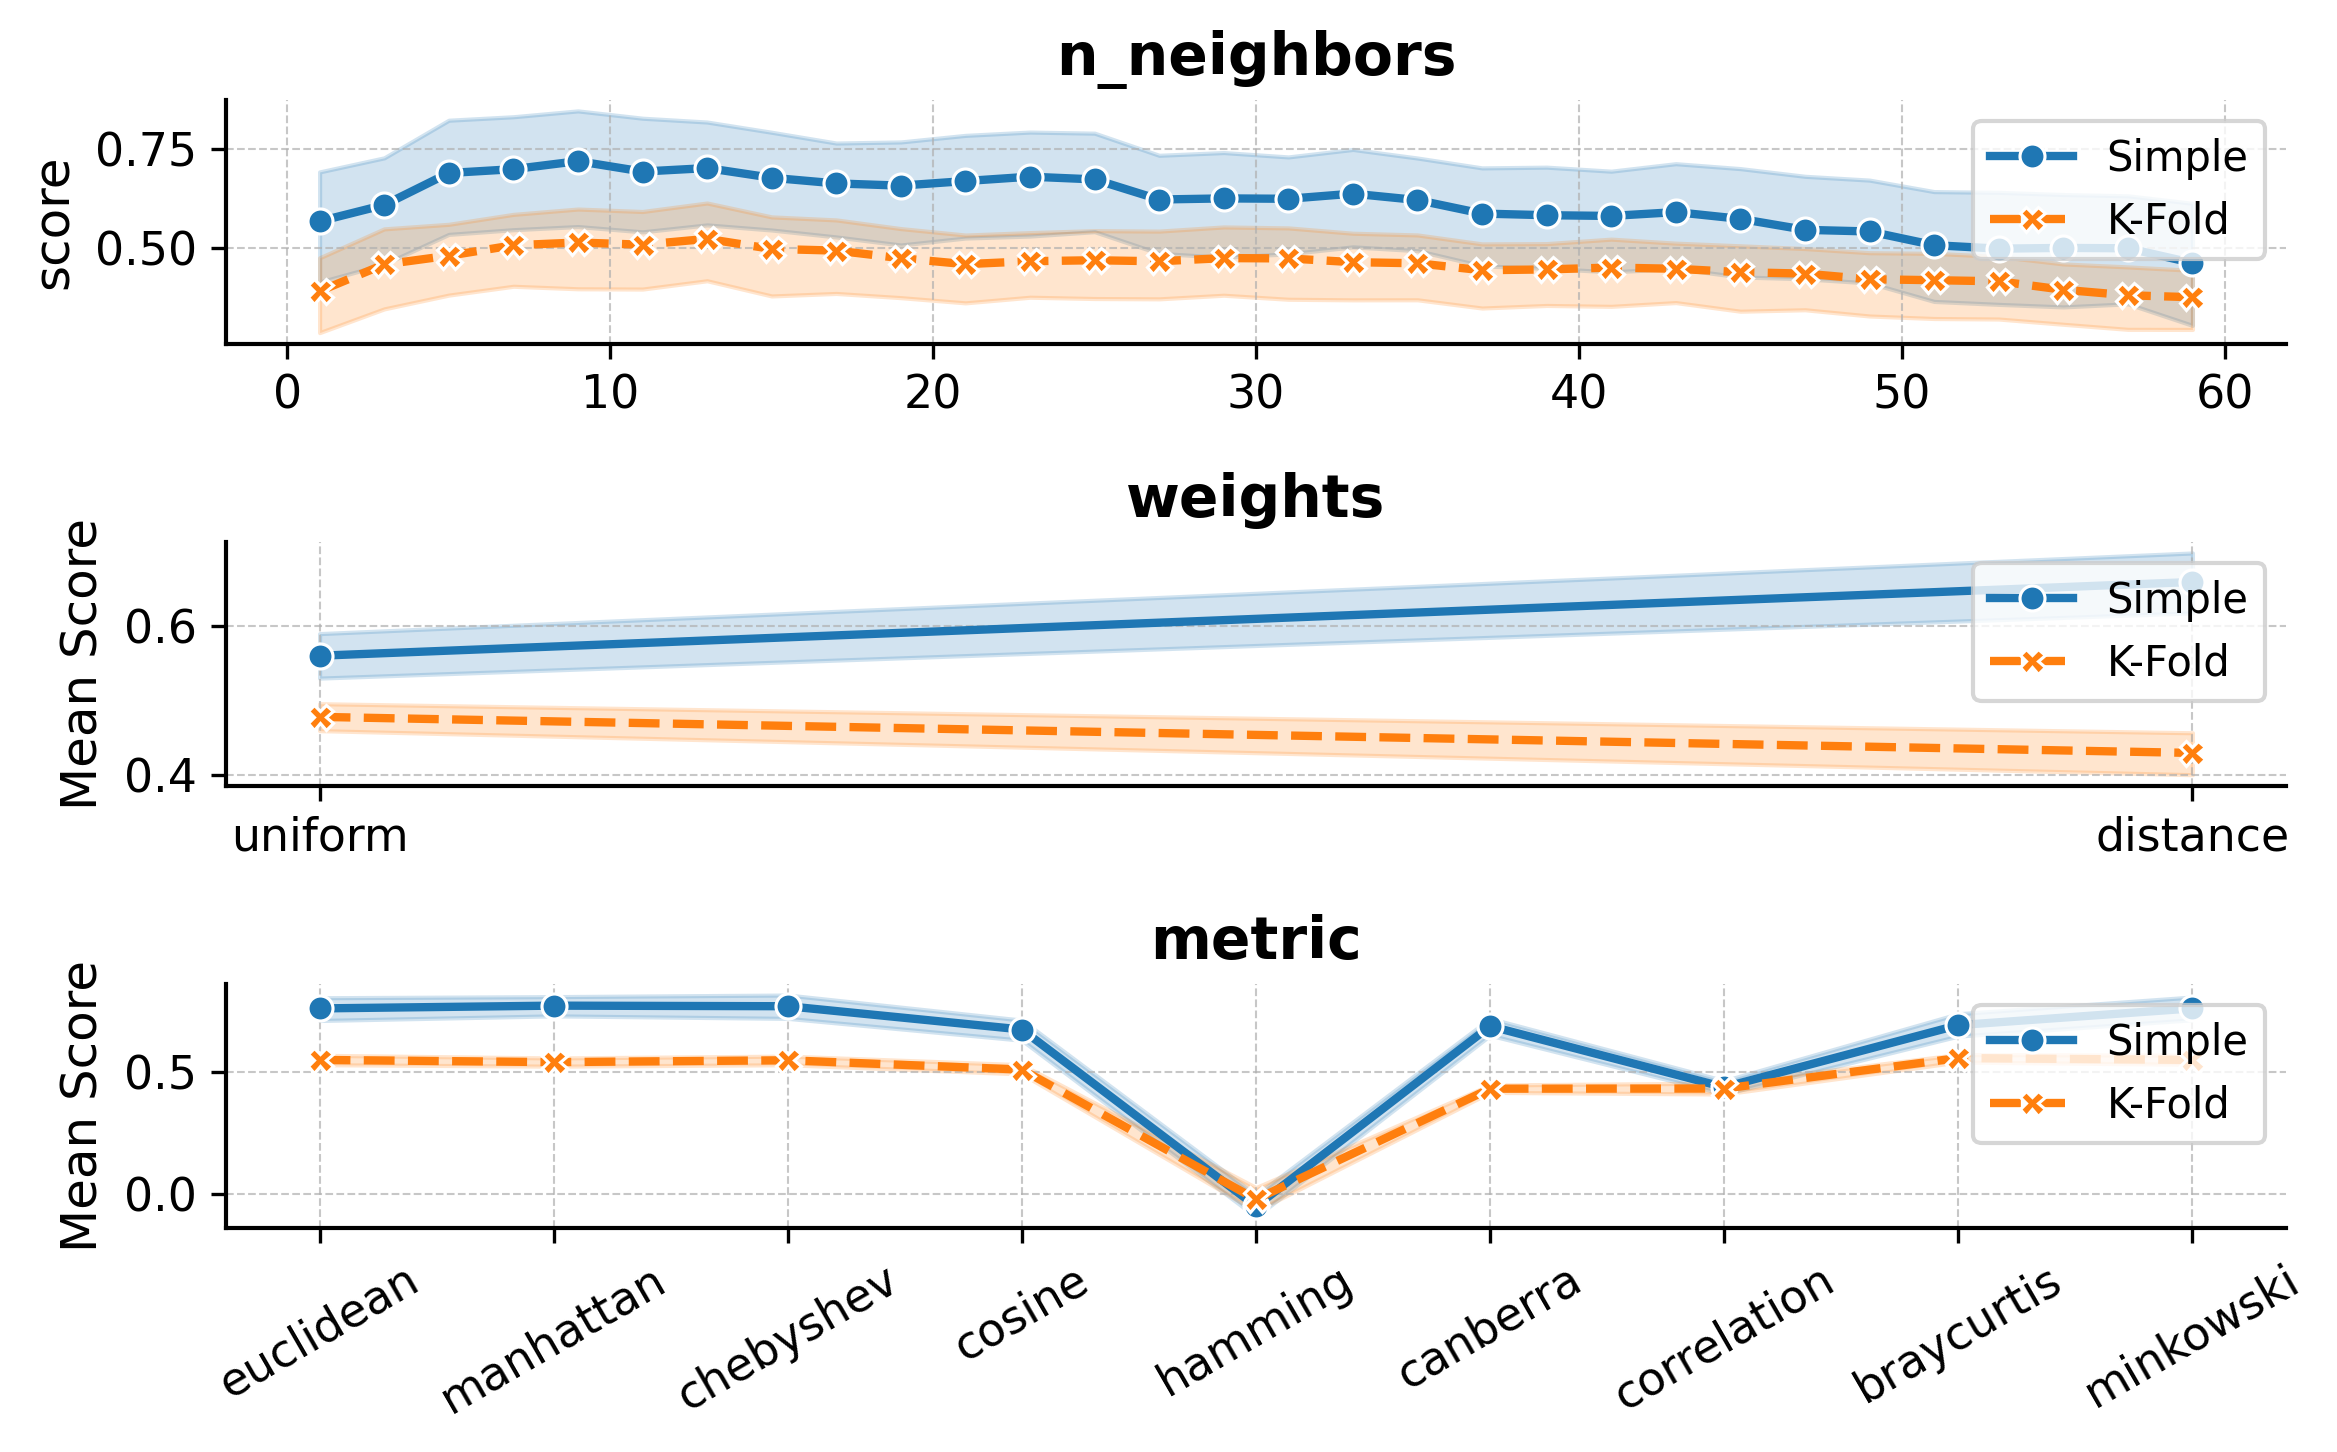 n_neighbors
score
0.75
0.50
Simple
K-Fold
0 10 20 30 40 50 60
weights
Mean Score
0.6
0.4
Simple
K-Fold
uniform distance
metric
Mean Score
0.5
0.0
Simple
K-Fold
euclidean manhattan chebyshev cosine hamming canberra correlation braycurtis minkowski